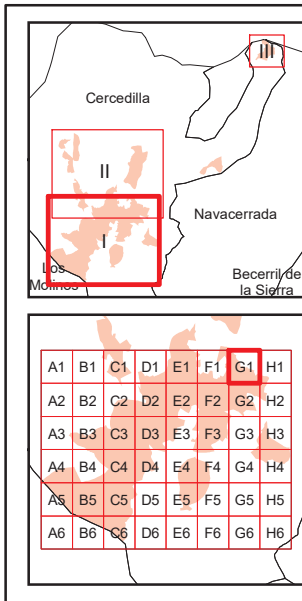 III
Cercedilla
II
Navacerrada
I
Los
Molinos
Becerril de
la Sierra
A1 B1 C1 D1 E1 F1 G1 H1
A2 B2 C2 D2 E2 F2 G2 H2
A3 B3 C3 D3 E3 F3 G3 H3
A4 B4 C4 D4 E4 F4 G4 H4
A5 B5 C5 D5 E5 F5 G5 H5
A6 B6 C6 D6 E6 F6 G6 H6